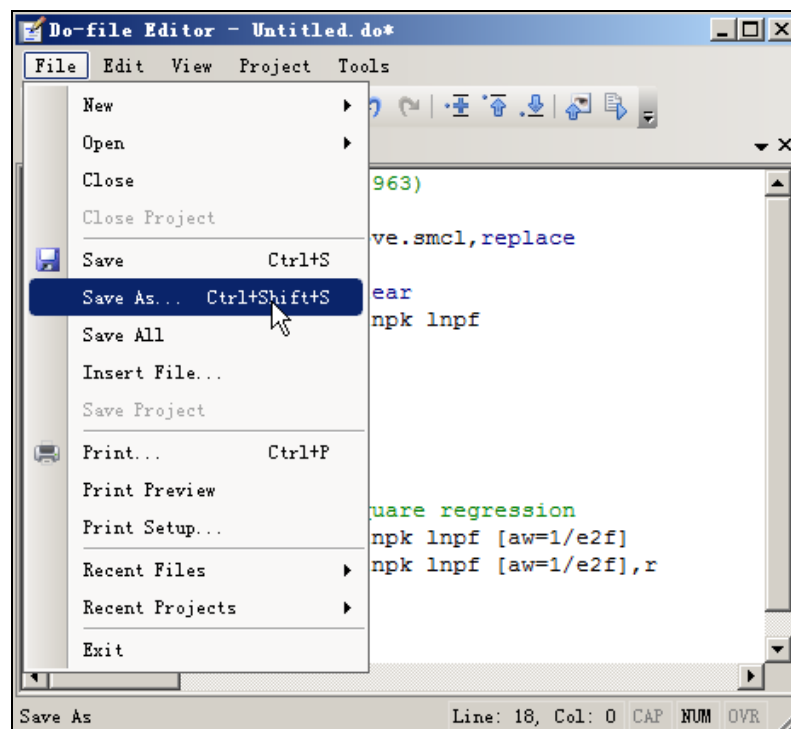 Do-file Editor - Untitled.do*
File Edit View Project Tools
New
Open
Close
963)
Close Project
ve.smcl,replace
Save Ctrl+S
Save As... Ctrl+Shift+S
ear
npk lnpf
Save All
Insert File...
Save Project
Print... Ctrl+P
Print Preview
uare regression
Print Setup...
npk lnpf [aw=1/e2f]
Recent Files
npk lnpf [aw=1/e2f],r
Recent Projects
Exit
Save As Line: 18, Col: 0 CAP NUM OVR